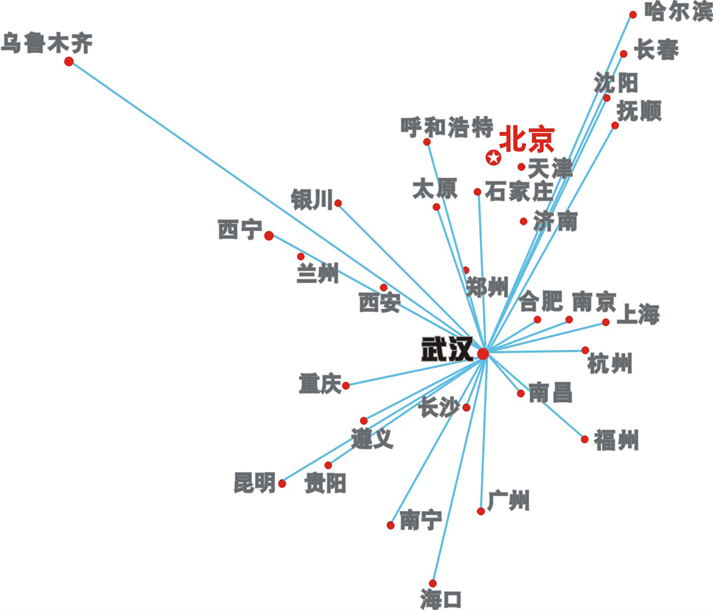 哈尔滨
乌鲁木齐
长春
沈阳
抚顺
呼和浩特
北京
天津
太原
石家庄
银川
济南
西宁
兰州
郑州
西安
合肥
南京
上海
武汉
杭州
重庆
南昌
长沙
遵义
福州
昆明
贵阳
广州
南宁
海口